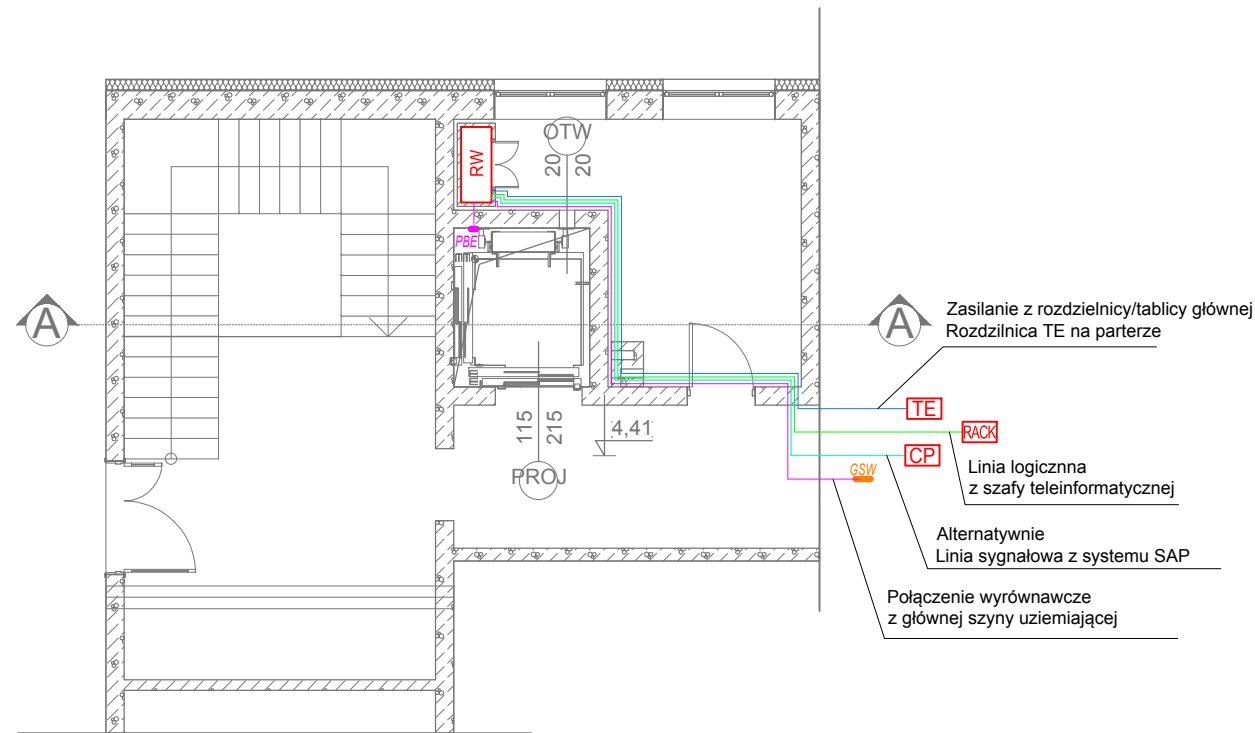 OTW
20
20
RW
PBE
A
A
Zasilanie z rozdzielnicy/tablicy głównej
Rozdzilnica TE na parterze
TE
RACK
CP
GSW
115
215
4,41
PROJ
Linia logicznna
z szafy teleinformatycznej
Alternatywnie
Linia sygnałowa z systemu SAP
Połączenie wyrównawcze
z głównej szyny uziemiającej